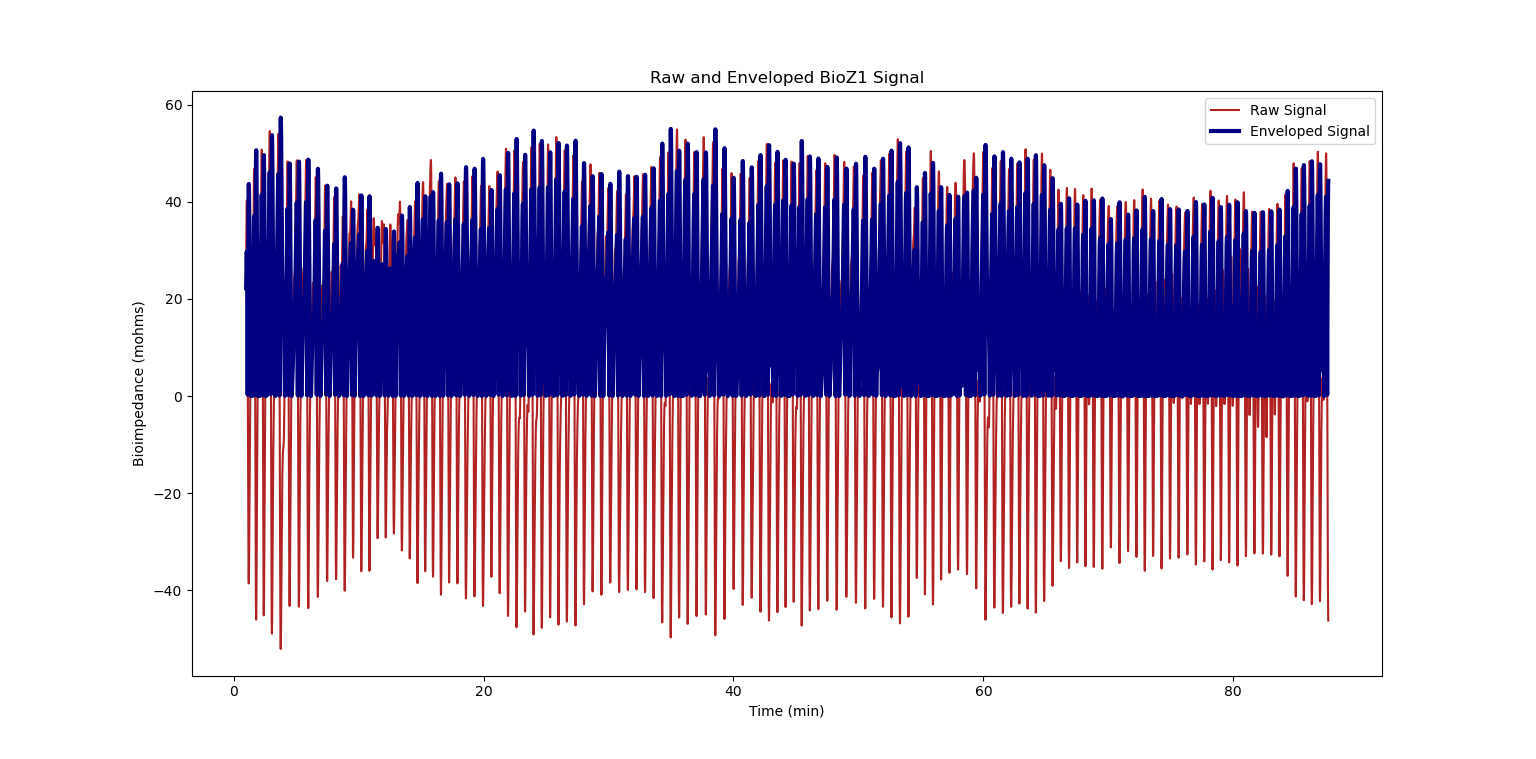 Raw and Enveloped BioZ1 Signal
Raw Signal
Enveloped Signal
60
40
20
0
−20
−40
Bioimpedance (mohms)
0
20
40
60
80
Time (min)